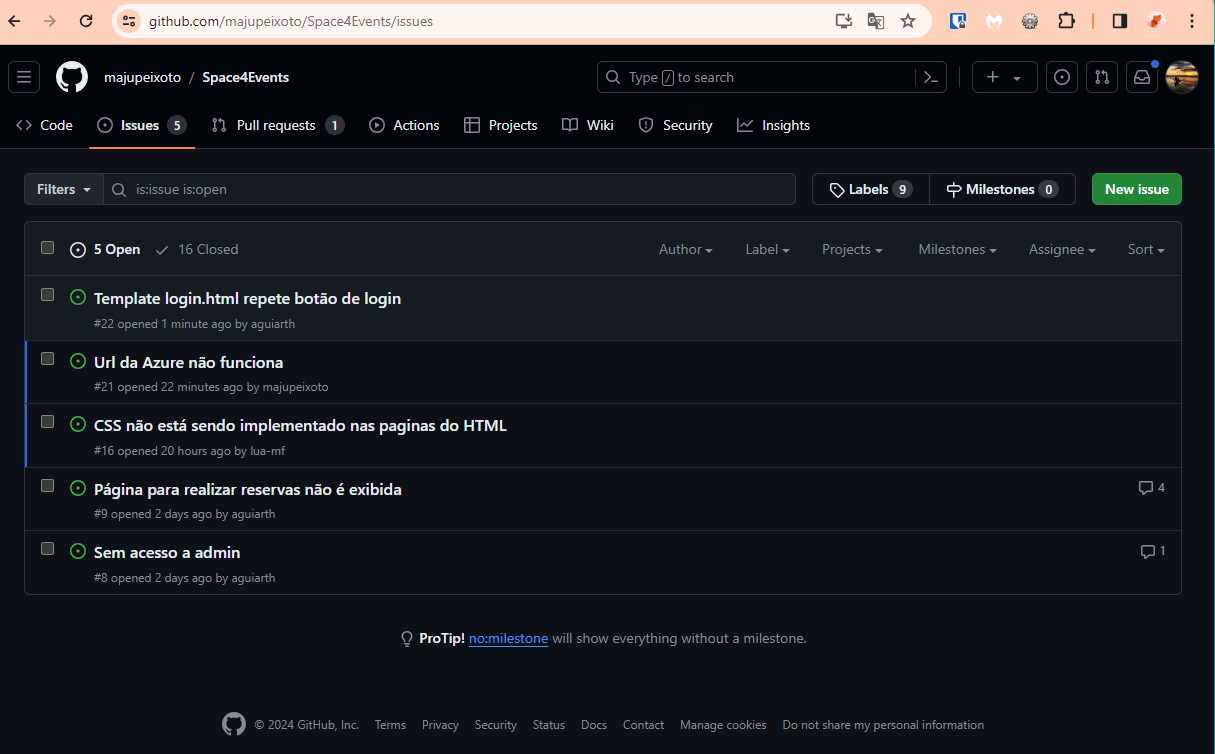 github.com/majupeixoto/Space4Events/issues
majupeixoto / Space4Events
Type / to search
Code
Issues 5
Pull requests 1
Actions
Projects
Wiki
Security
Insights
Filters
is:issue is:open
Labels 9
Milestones 0
New issue
5 Open
16 Closed
Author
Label
Projects
Milestones
Assignee
Sort
Template login.html repete botão de login
#22 opened 1 minute ago by aguiarth
Url da Azure não funciona
#21 opened 22 minutes ago by majupeixoto
CSS não está sendo implementado nas paginas do HTML
#16 opened 20 hours ago by lua-mf
Página para realizar reservas não é exibida
4
#9 opened 2 days ago by aguiarth
Sem acesso a admin
1
#8 opened 2 days ago by aguiarth
ProTip! no:milestone will show everything without a milestone.
© 2024 GitHub, Inc.
Terms
Privacy
Security
Status
Docs
Contact
Manage cookies
Do not share my personal information